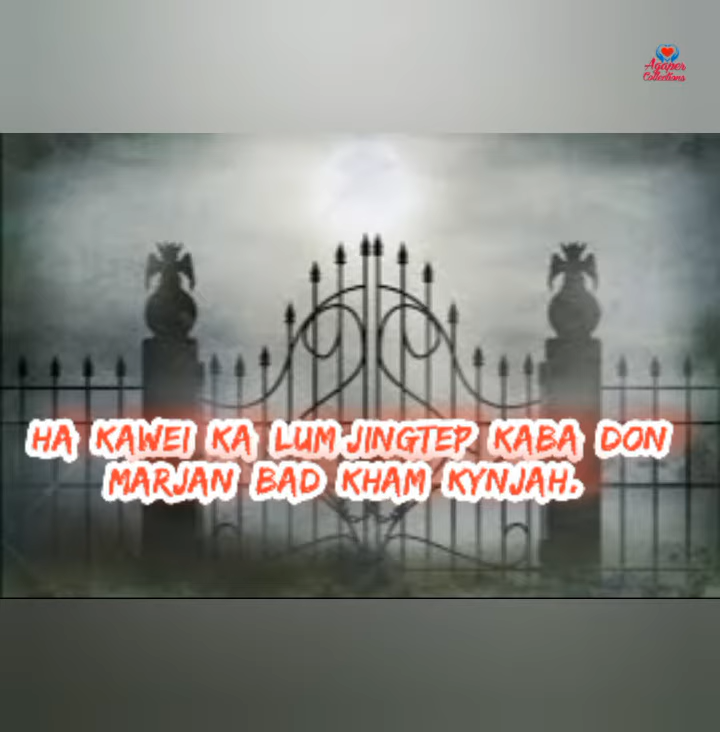 Agaper
Collections
HA KAWEI KA LUM JINGTEP KABA DON
MARJAN BAD KHAM KYNJAH.